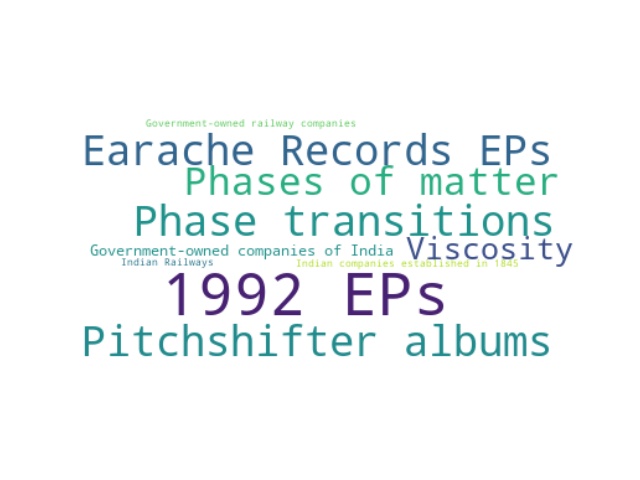 Government-owned railway companies
Earache Records EPs
Phases of matter
Phase transitions
Government-owned companies of India
Viscosity
Indian Railways
Indian companies established in 1845
1992 EPs
Pitchshifter albums